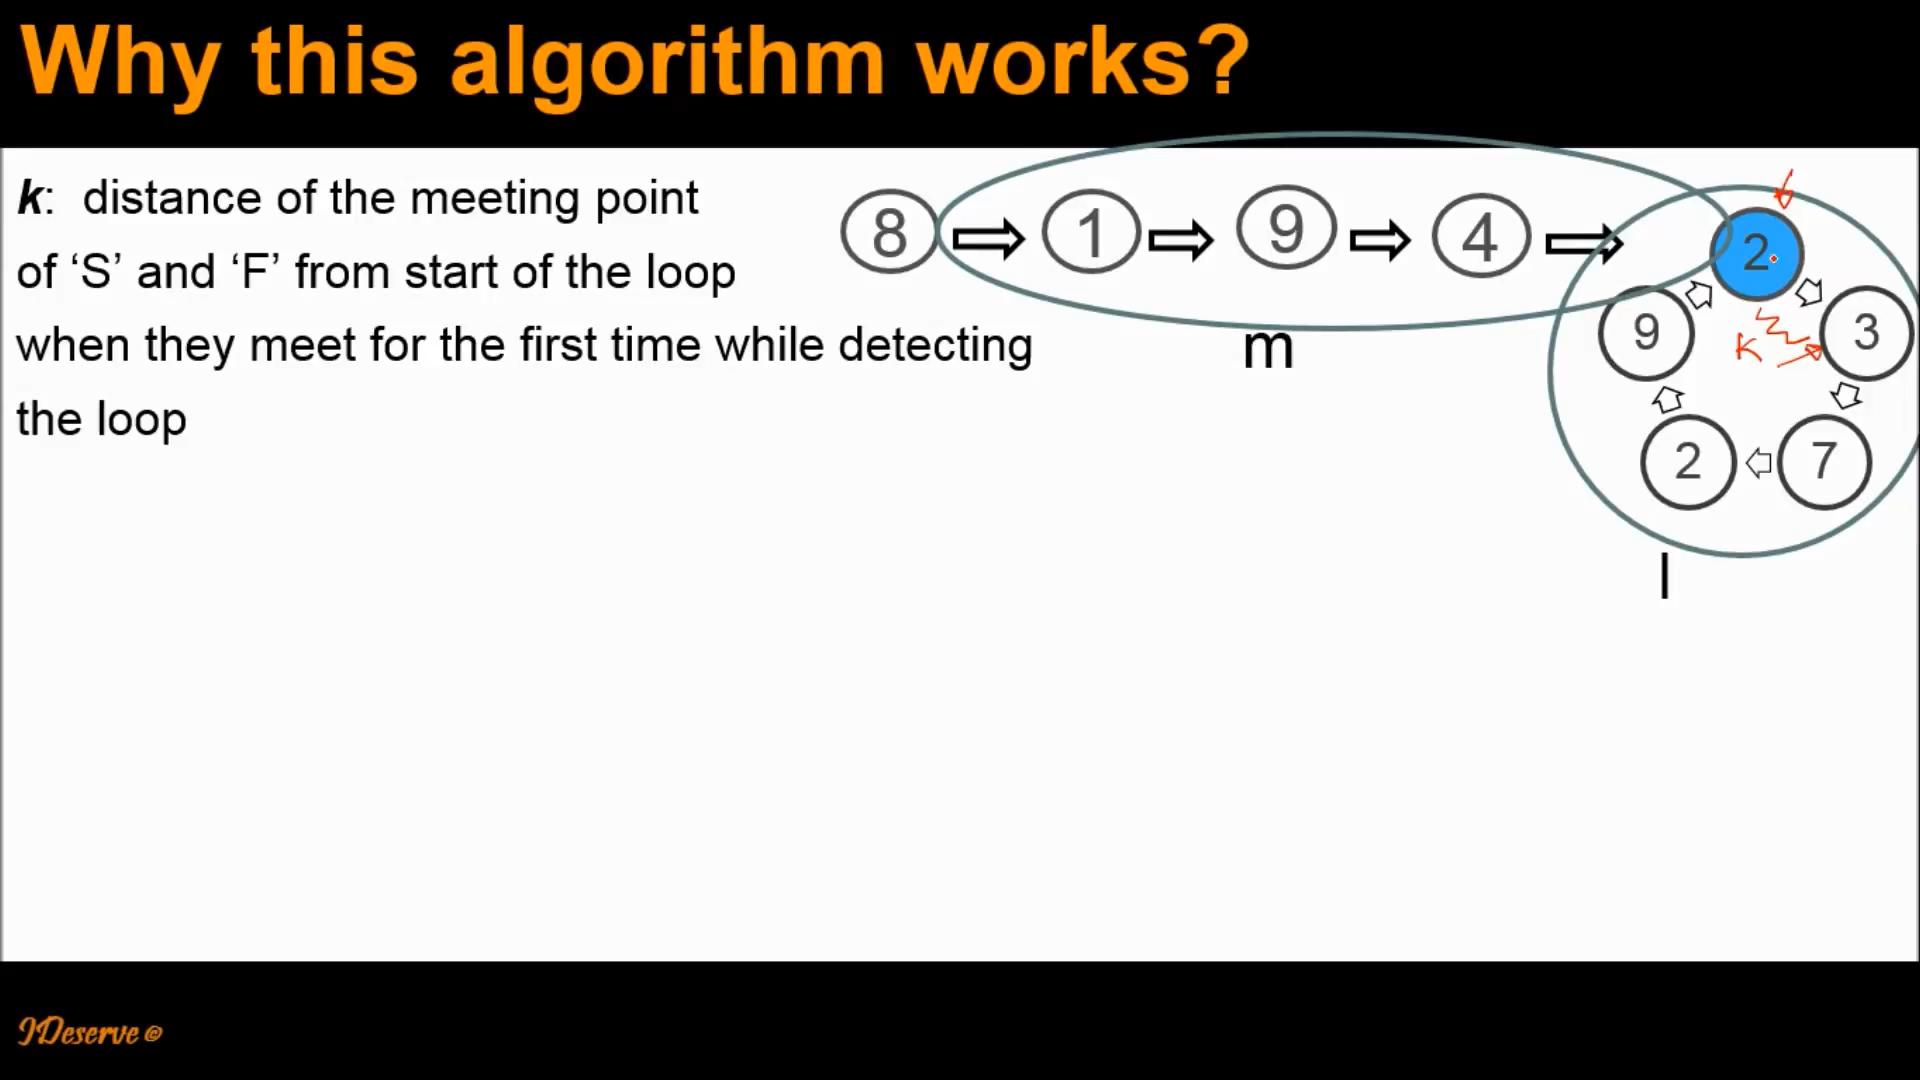 Why this algorithm works?
k: distance of the meeting point
of ‘S’ and ‘F’ from start of the loop
when they meet for the first time while detecting
the loop
8 1 9 4 2
9 3
K
2 7
m
l
JDeserve ©